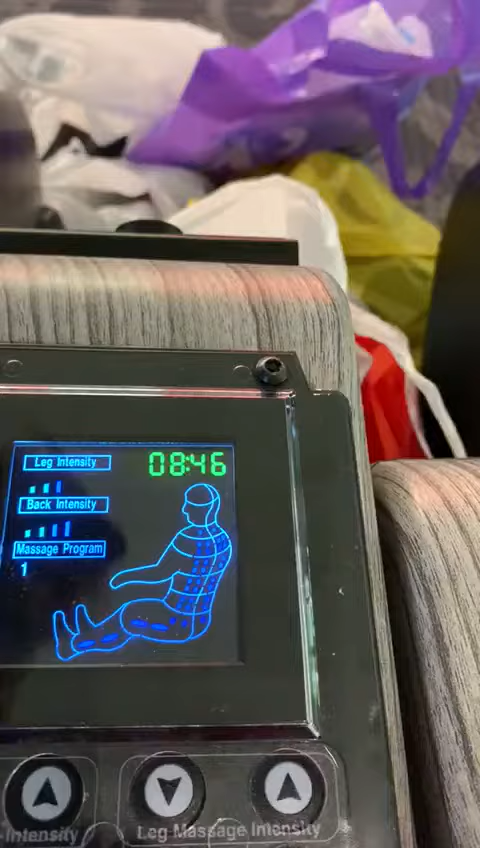 Leg Intensity
08:46
Back Intensity
Massage Program
1
-Intensity
Leg Massage Intensity